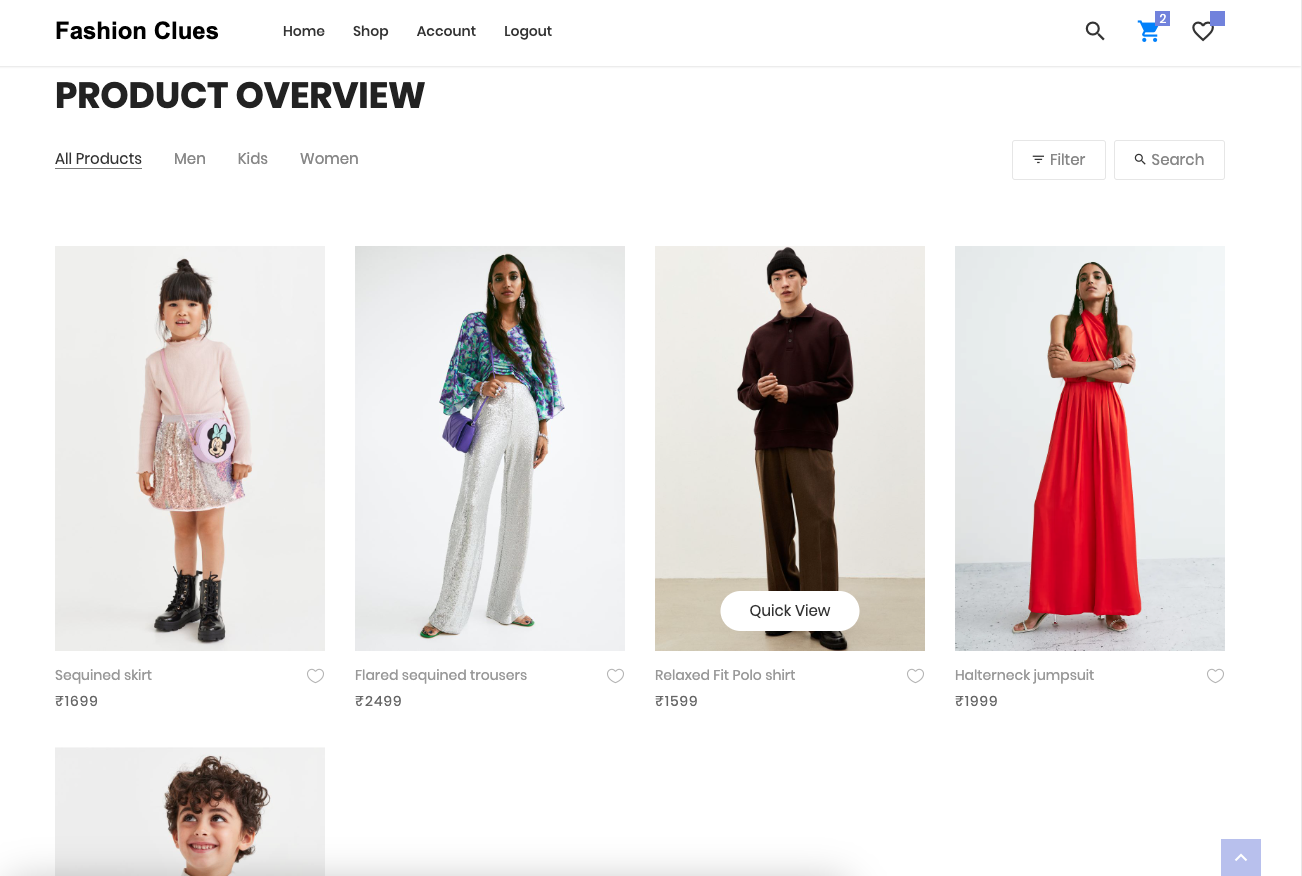 Fashion Clues
Home Shop Account Logout
2
PRODUCT OVERVIEW
All Products Men Kids Women
Filter Search
Quick View
Sequined skirt
₹1699
Flared sequined trousers
₹2499
Relaxed Fit Polo shirt
₹1599
Halterneck jumpsuit
₹1999